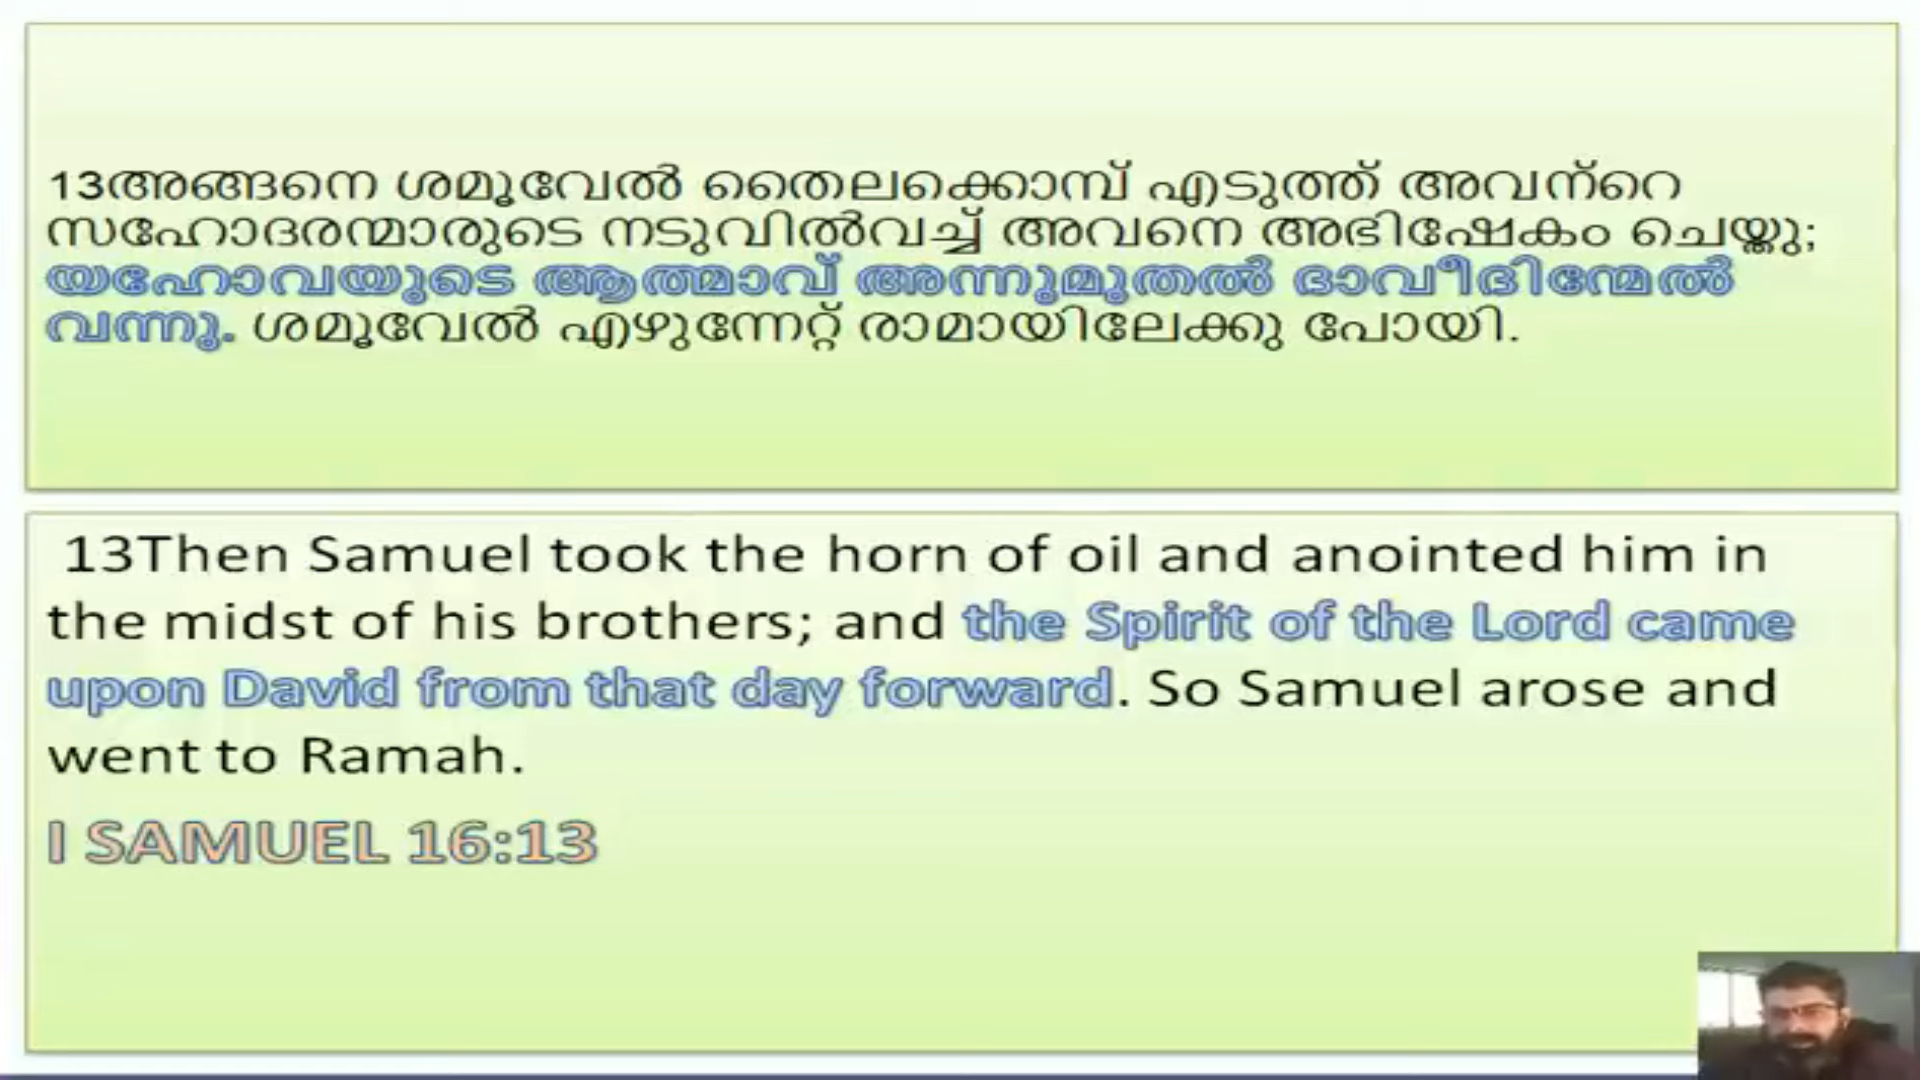 13അങ്ങനെ ശമൂവേൽ തൈലക്കൊമ്പ് എടുത്ത് അവന്റെ
സഹോദരന്മാരുടെ നടുവിൽവച്ച് അവനെ അഭിഷേകം ചെയ്തു;
യഹോവയുടെ ആത്മാവ് അന്നുമുതൽ ദാവീദിന്മേൽ
വന്നു. ശമൂവേൽ എഴുന്നേറ്റ് രാമായിലേക്കു പോയി.
13Then Samuel took the horn of oil and anointed him in
the midst of his brothers; and the Spirit of the Lord came
upon David from that day forward. So Samuel arose and
went to Ramah.
I SAMUEL 16:13